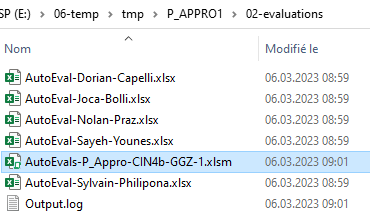 SP (E:) > 06-temp > tmp > P_APPRO1 > 02-evaluations
Nom Modifié le
AutoEval-Dorian-Capelli.xlsx 06.03.2023 08:59
AutoEval-Joca-Bolli.xlsx 06.03.2023 08:59
AutoEval-Nolan-Praz.xlsx 06.03.2023 08:59
AutoEval-Sayeh-Younes.xlsx 06.03.2023 08:59
AutoEvals-P_Appro-CIN4b-GGZ-1.xlsm 06.03.2023 09:01
AutoEval-Sylvain-Philipona.xlsx 06.03.2023 08:59
Output.log 06.03.2023 09:01